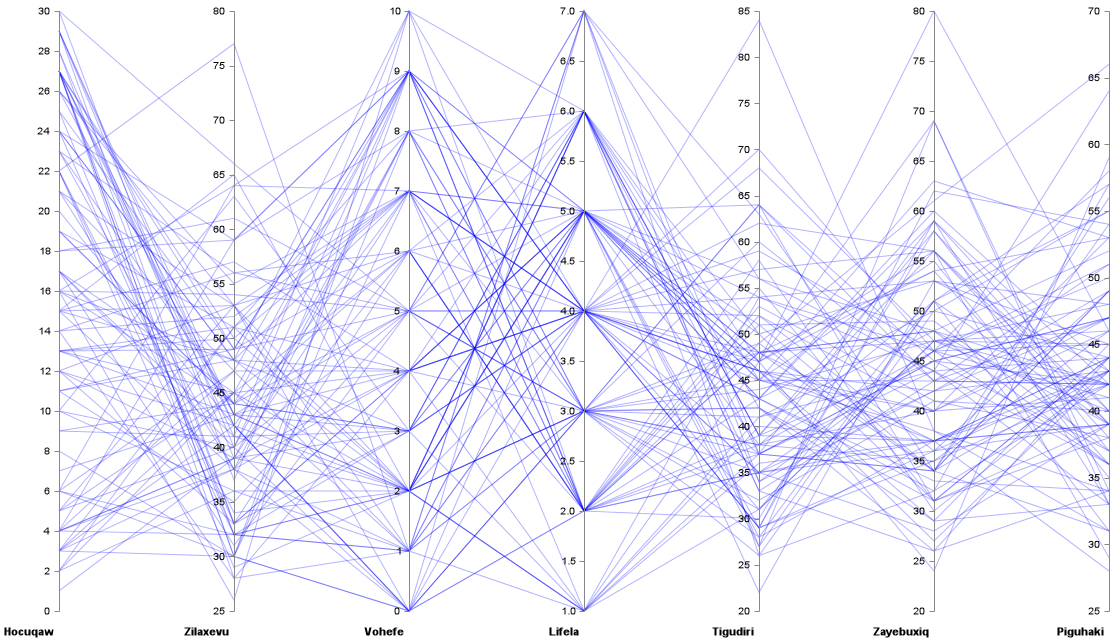 30 80 10 7.0 85 80 70
28 75 9 6.5 80 75 65
26 70 8 6.0 75 70 60
24 65 7 5.5 70 65 55
22 60 6 5.0 65 60 50
20 55 5 4.5 60 55 45
18 50 4 4.0 55 50 40
16 45 3 3.5 50 45 35
14 40 2 3.0 45 40 30
12 35 1 2.5 40 35 25
10 30 0 2.0 35 30
8 25 1.5 30 25
6 1.0 25 20
4 20
2
0
Hocuqaw Zilaxevu Vohefe Lifela Tigudiri Zayebuxiq Piguhaki